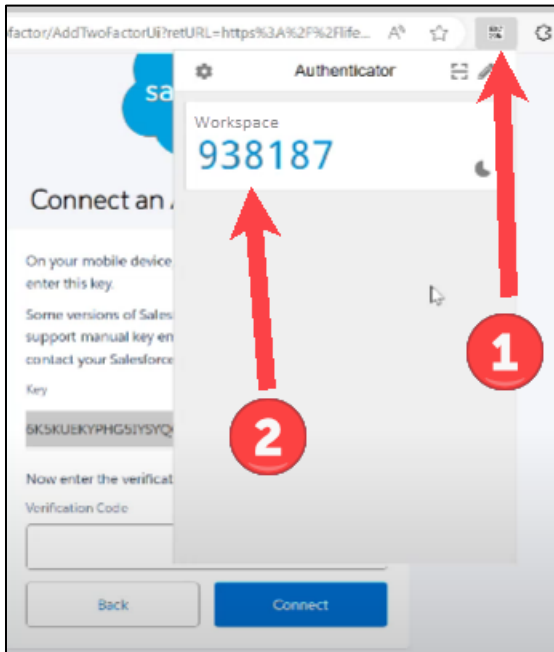 factor/AddTwoFactorUi?retURL=https%3A%2F%2Flife...
Authenticator
sa
Workspace
938187
Connect an
On your mobile device
enter this key.
Some versions of Sales
support manual key en
contact your Salesforce
Key
6K5KUEKYPHG5IYSYQ
Now enter the verificat
Verification Code
Back
Connect
1
2